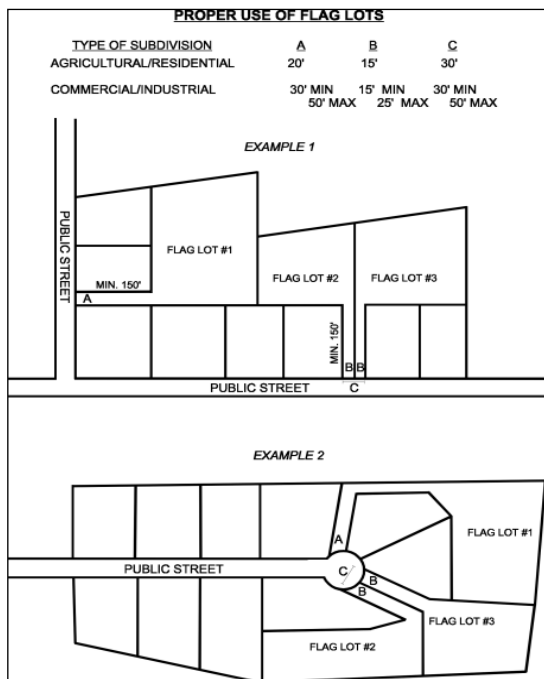 PROPER USE OF FLAG LOTS
TYPE OF SUBDIVISION A B C
AGRICULTURAL/RESIDENTIAL 20' 15' 30'
COMMERCIAL/INDUSTRIAL 30' MIN 15' MIN 30' MIN
50' MAX 25' MAX 50' MAX
EXAMPLE 1
PUBLIC STREET
FLAG LOT #1
FLAG LOT #2
FLAG LOT #3
MIN. 150'
A
MIN. 150'
B B
PUBLIC STREET
C
EXAMPLE 2
FLAG LOT #1
A
PUBLIC STREET
C
B
B
FLAG LOT #3
FLAG LOT #2